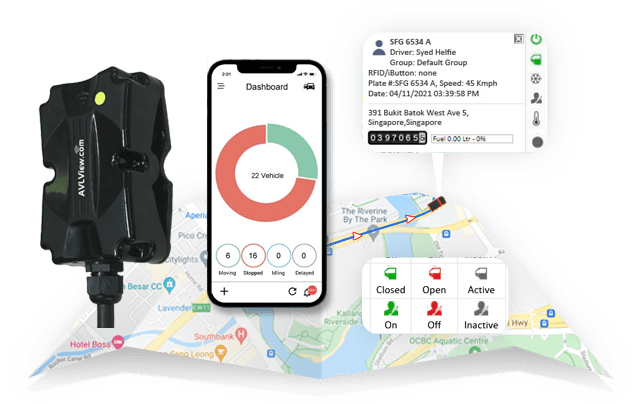 AVLView.com
2:01
Dashboard
22 Vehicle
6
16
0
0
Moving
Stopped
Idling
Delayed
SFG 6534 A
Driver: Syed Helfie
Group: Default Group
RFID/iButton: none
Plate #:SFG 6534 A, Speed: 45 Kmph
Date: 04/11/2021 03:39:58 PM
391 Bukit Batok West Ave 5,
Singapore,Singapore
0397065
Fuel 0.00 Ltr - 0%
The Riverine
By The Park
Closed
Open
Active
On
Off
Inactive
Aperia
Pico
Citylights
Besar CC
Lavender
Hotel Boss
Southbank
Seng Leong
Kallang
Riverside
OCBC Aquatic Centre
Hwy